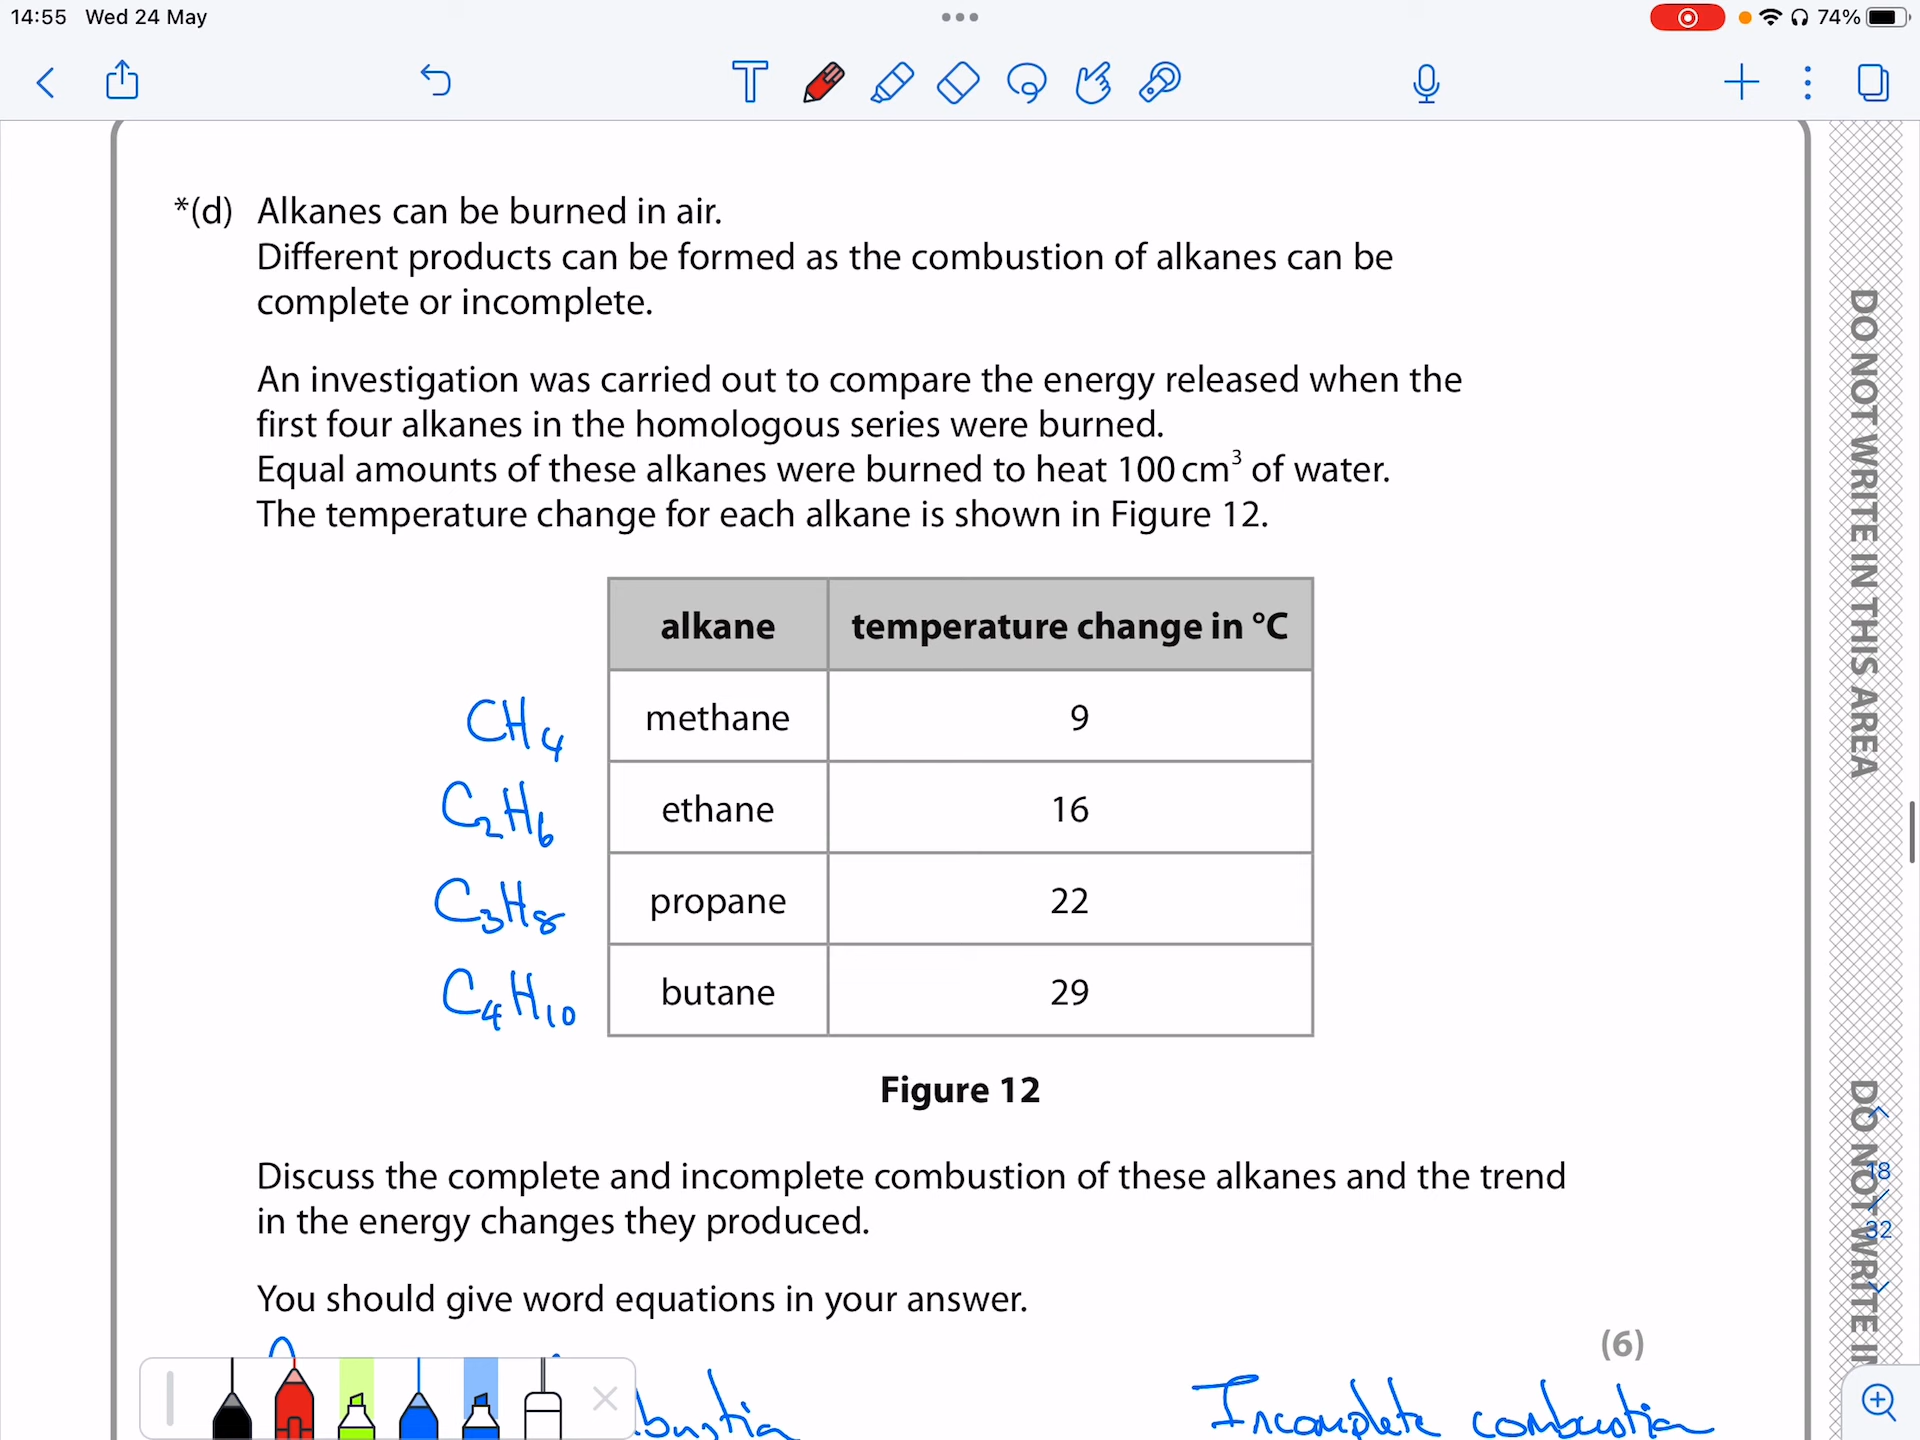 14:55 Wed 24 May
74%
*(d) Alkanes can be burned in air.
Different products can be formed as the combustion of alkanes can be
complete or incomplete.
An investigation was carried out to compare the energy released when the
first four alkanes in the homologous series were burned.
Equal amounts of these alkanes were burned to heat 100 cm³ of water.
The temperature change for each alkane is shown in Figure 12.
alkane temperature change in °C
CH₄ methane 9
C₂H₆ ethane 16
C₃H₈ propane 22
C₄H₁₀ butane 29
Figure 12
Discuss the complete and incomplete combustion of these alkanes and the trend
in the energy changes they produced.
You should give word equations in your answer.
(6)
bustion Incomplete combustion
DO NOT WRITE IN THIS AREA
DO NOT WRITE IN
18
/
32